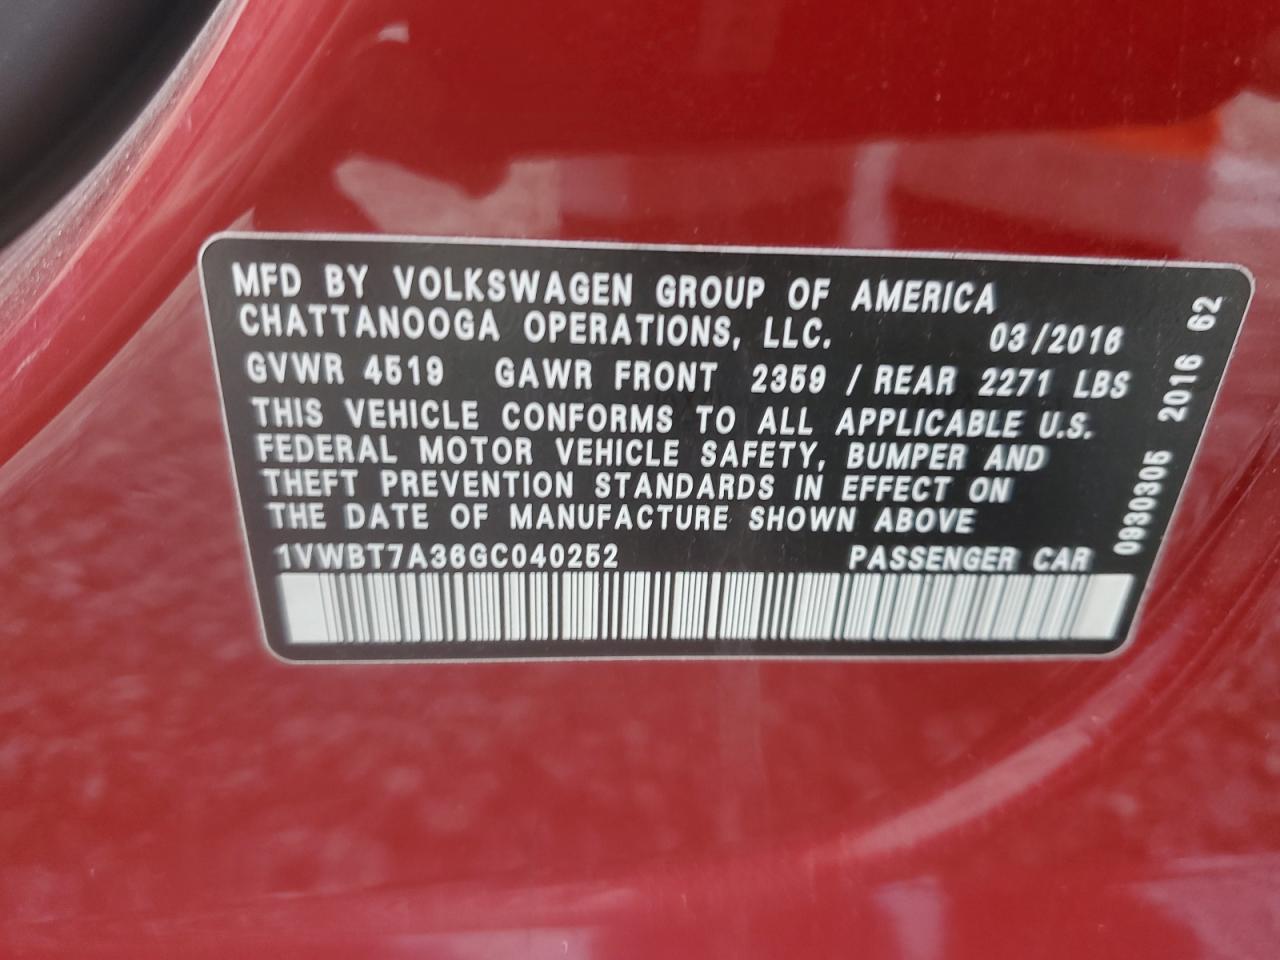 MFD BY VOLKSWAGEN GROUP OF AMERICA
CHATTANOOGA OPERATIONS, LLC. 03/2016
GVWR 4519 GAWR FRONT 2359 / REAR 2271 LBS
THIS VEHICLE CONFORMS TO ALL APPLICABLE U.S.
FEDERAL MOTOR VEHICLE SAFETY, BUMPER AND
THEFT PREVENTION STANDARDS IN EFFECT ON
THE DATE OF MANUFACTURE SHOWN ABOVE
1VWBT7A36GC040252 PASSENGER CAR
0930305 2016 62